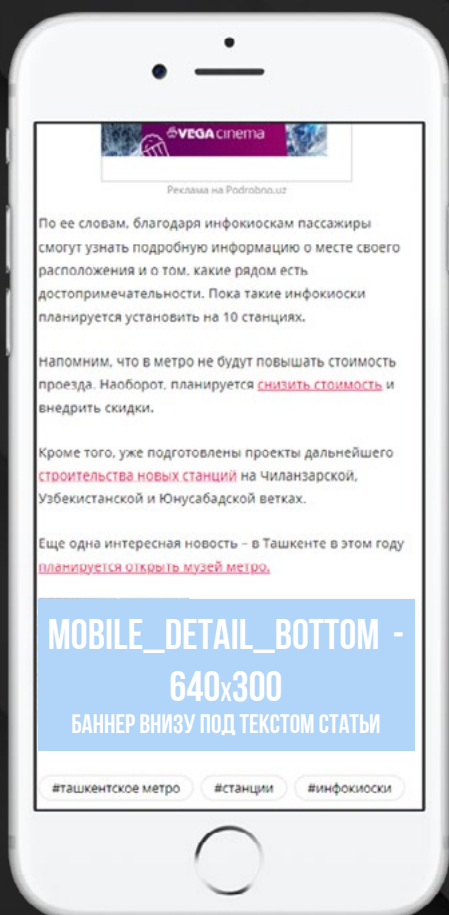 VEGA cinema
Реклама на Podrobno.uz
По ее словам, благодаря инфокиоскам пассажиры
смогут узнать подробную информацию о месте своего
расположения и о том, какие рядом есть
достопримечательности. Пока такие инфокиоски
планируется установить на 10 станциях.
Напомним, что в метро не будут повышать стоимость
проезда. Наоборот, планируется снизить стоимость и
внедрить скидки.
Кроме того, уже подготовлены проекты дальнейшего
строительства новых станций на Чиланзарской,
Узбекистанской и Юнусабадской ветках.
Еще одна интересная новость – в Ташкенте в этом году
планируется открыть музей метро.
MOBILE_DETAIL_BOTTOM -
640x300
БАННЕР ВНИЗУ ПОД ТЕКСТОМ СТАТЬИ
#ташкентское метро #станции #инфокиоски